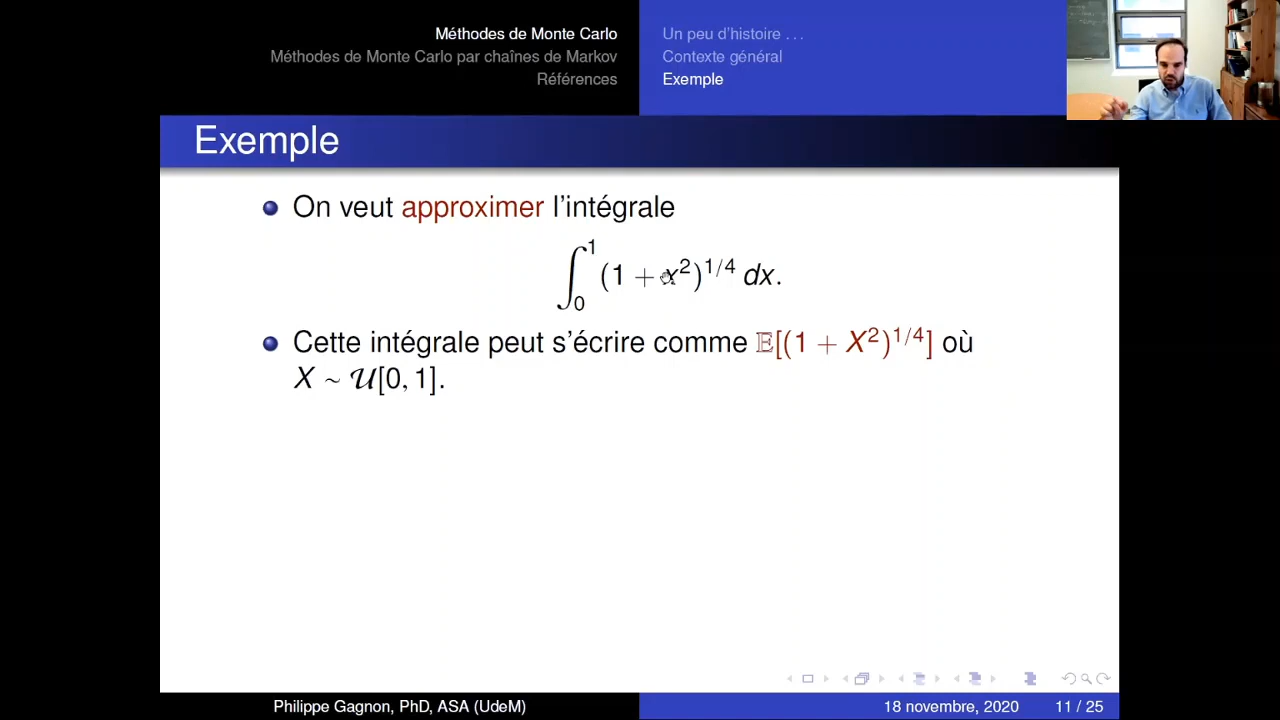 Méthodes de Monte Carlo
Méthodes de Monte Carlo par chaînes de Markov
Références
Un peu d'histoire . . .
Contexte général
Exemple
Exemple
On veut approximer l'intégrale
∫₀¹ (1 + x²)^{1/4} dx.
Cette intégrale peut s'écrire comme 𝔼[(1 + X²)^{1/4}] où
X ∼ 𝒰[0, 1].
Philippe Gagnon, PhD, ASA (UdeM)
18 novembre, 2020
11 / 25